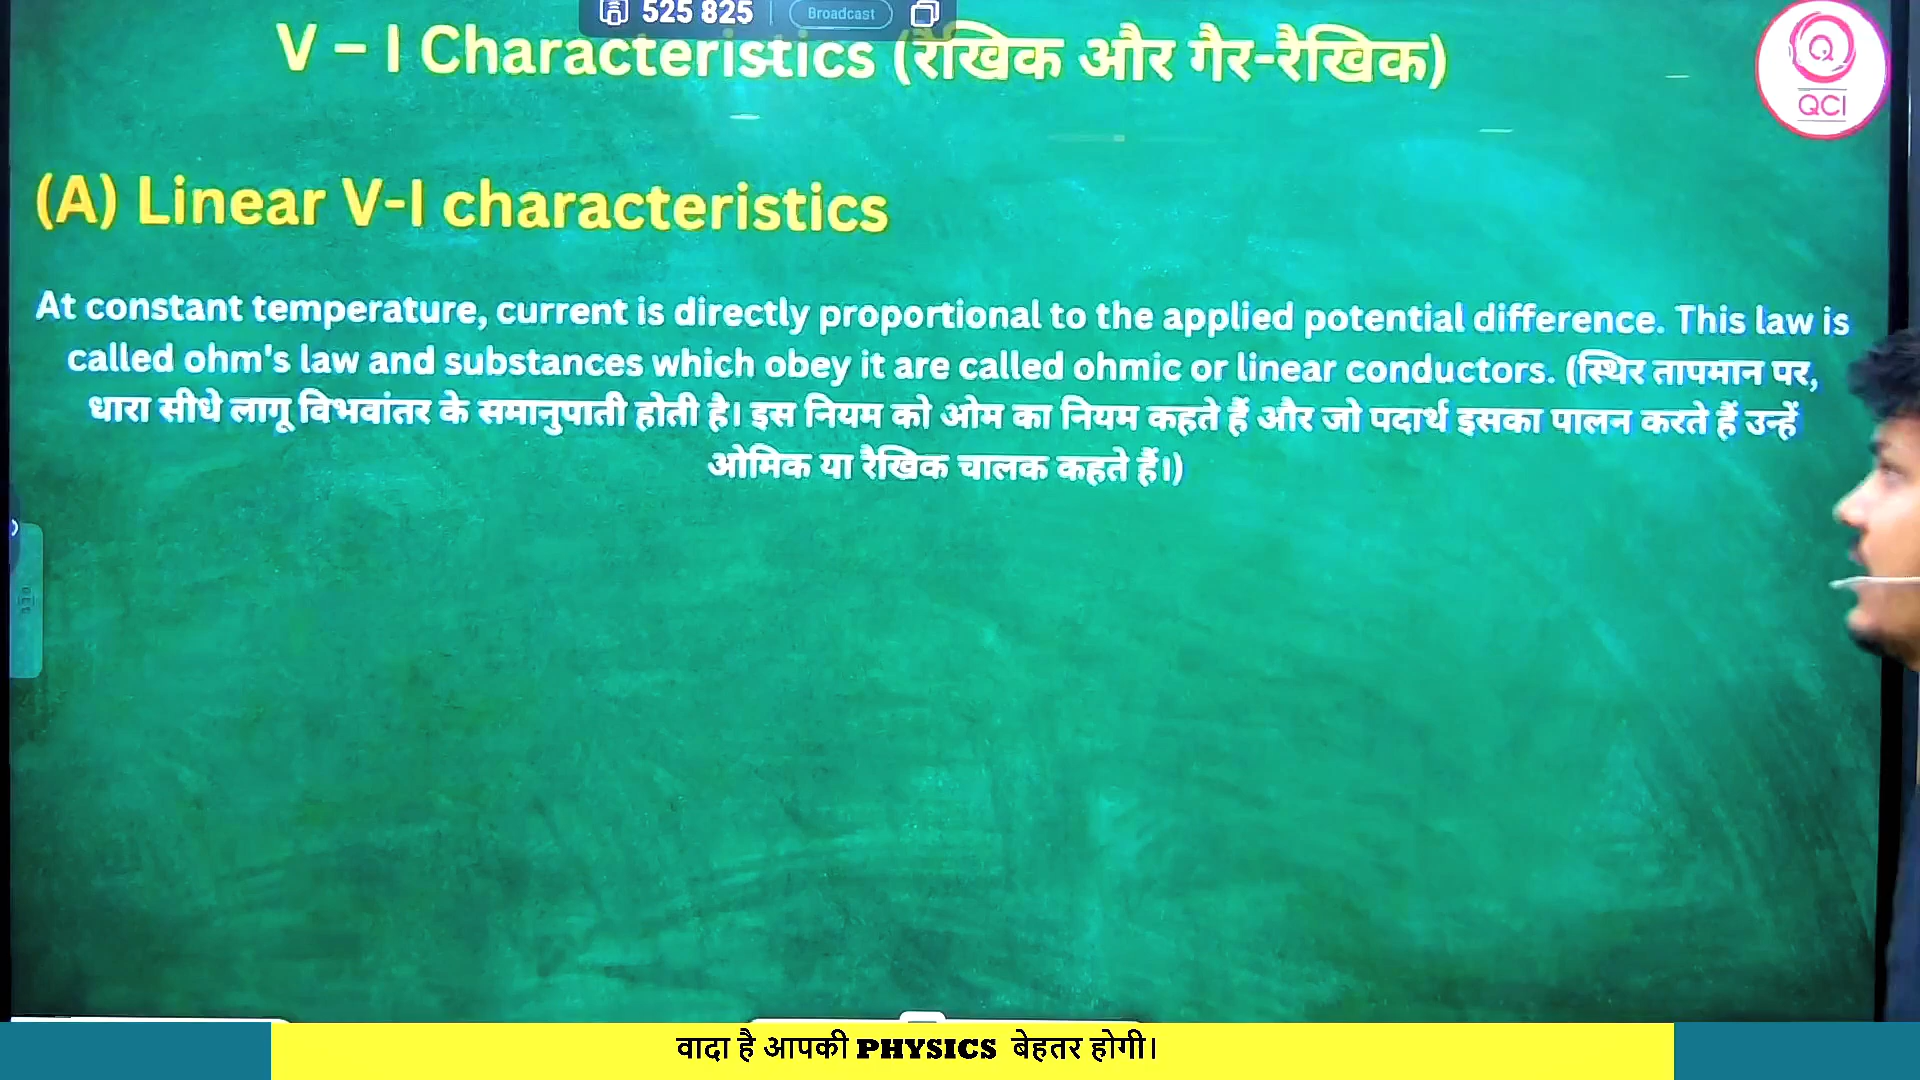 525 825 Broadcast
V – I Characteristics (रैखिक और गैर-रैखिक)
QCI
(A) Linear V-I characteristics
At constant temperature, current is directly proportional to the applied potential difference. This law is
called ohm's law and substances which obey it are called ohmic or linear conductors. (स्थिर तापमान पर,
धारा सीधे लागू विभवांतर के समानुपाती होती है। इस नियम को ओम का नियम कहते हैं और जो पदार्थ इसका पालन करते हैं उन्हें
ओमिक या रैखिक चालक कहते हैं।)
वादा है आपकी PHYSICS बेहतर होगी।